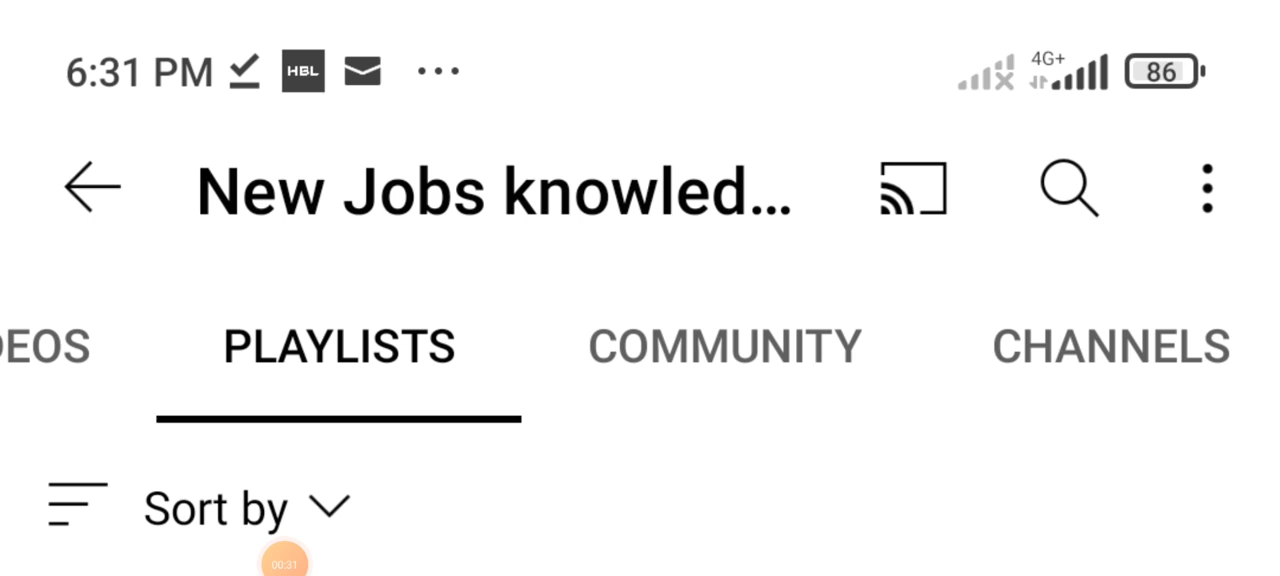 6:31 PM HBL 4G+ 86
New Jobs knowled...
DEOS PLAYLISTS COMMUNITY CHANNELS
Sort by
00:31